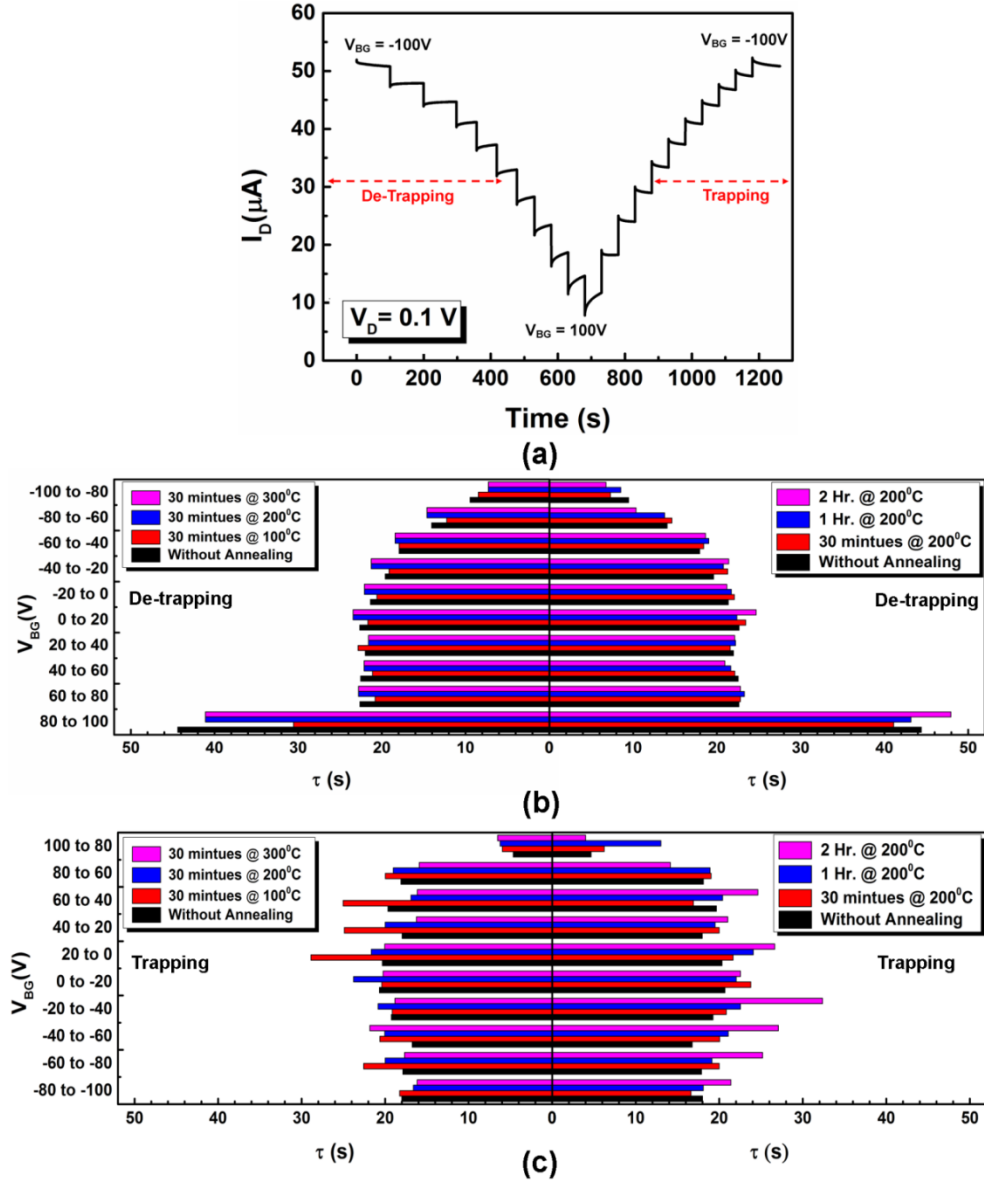 60
50
40
30
20
10
0
I_D(μA)
V_BG = -100V
V_BG = -100V
De-Trapping
Trapping
V_D= 0.1 V
V_BG = 100V
0 200 400 600 800 1000 1200
Time (s)
(a)
V_BG(V)
-100 to -80
-80 to -60
-60 to -40
-40 to -20
-20 to 0
0 to 20
20 to 40
40 to 60
60 to 80
80 to 100
30 mintues @ 300⁰C
30 mintues @ 200⁰C
30 mintues @ 100⁰C
Without Annealing
2 Hr. @ 200⁰C
1 Hr. @ 200⁰C
30 mintues @ 200⁰C
Without Annealing
De-trapping
De-trapping
50 40 30 20 10 0 10 20 30 40 50
τ (s)
τ (s)
(b)
V_BG(V)
100 to 80
80 to 60
60 to 40
40 to 20
20 to 0
0 to -20
-20 to -40
-40 to -60
-60 to -80
-80 to -100
30 mintues @ 300⁰C
30 mintues @ 200⁰C
30 mintues @ 100⁰C
Without Annealing
2 Hr. @ 200⁰C
1 Hr. @ 200⁰C
30 mintues @ 200⁰C
Without Annealing
Trapping
Trapping
50 40 30 20 10 0 10 20 30 40 50
τ (s)
τ (s)
(c)